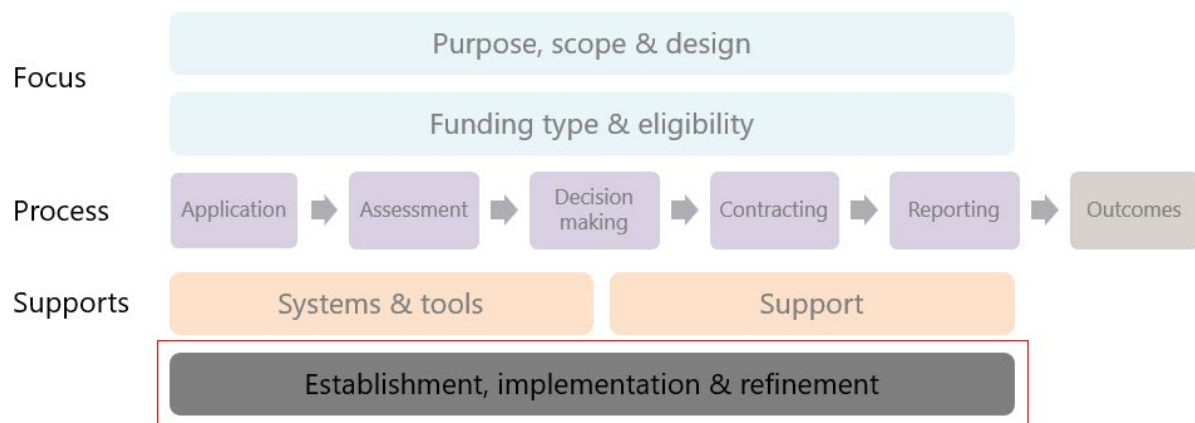 Purpose, scope & design
Focus
Funding type & eligibility
Process
Application
Assessment
Decision
making
Contracting
Reporting
Outcomes
Supports
Systems & tools
Support
Establishment, implementation & refinement